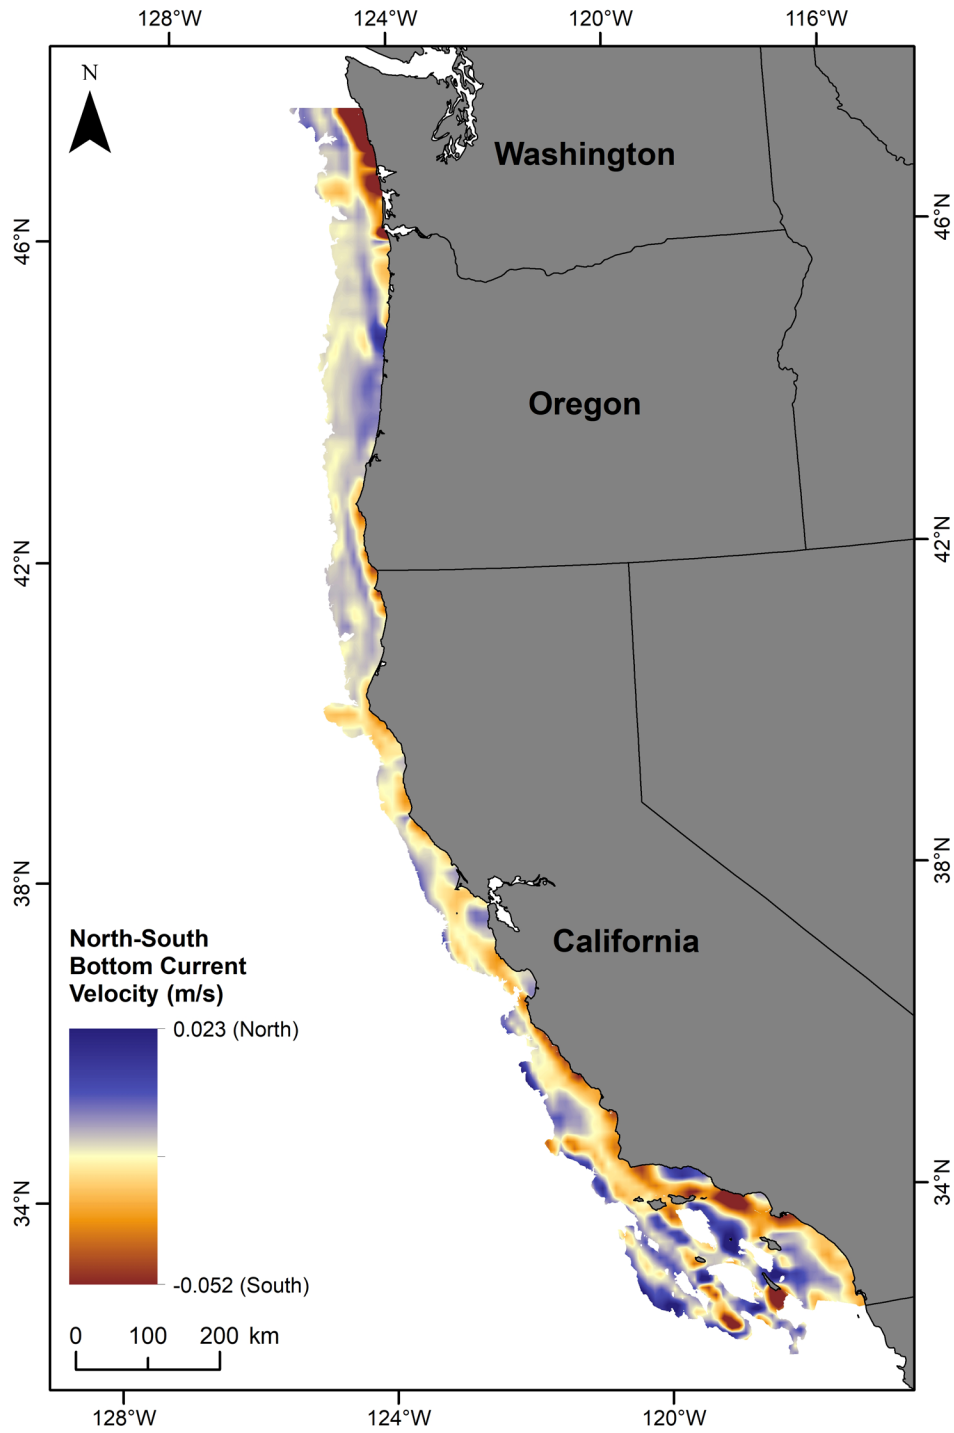 128°W 124°W 120°W 116°W
N
Washington
46°N
46°N
Oregon
42°N
42°N
38°N
38°N
California
North-South
Bottom Current
Velocity (m/s)
0.023 (North)
34°N
34°N
-0.052 (South)
0 100 200 km
128°W 124°W 120°W